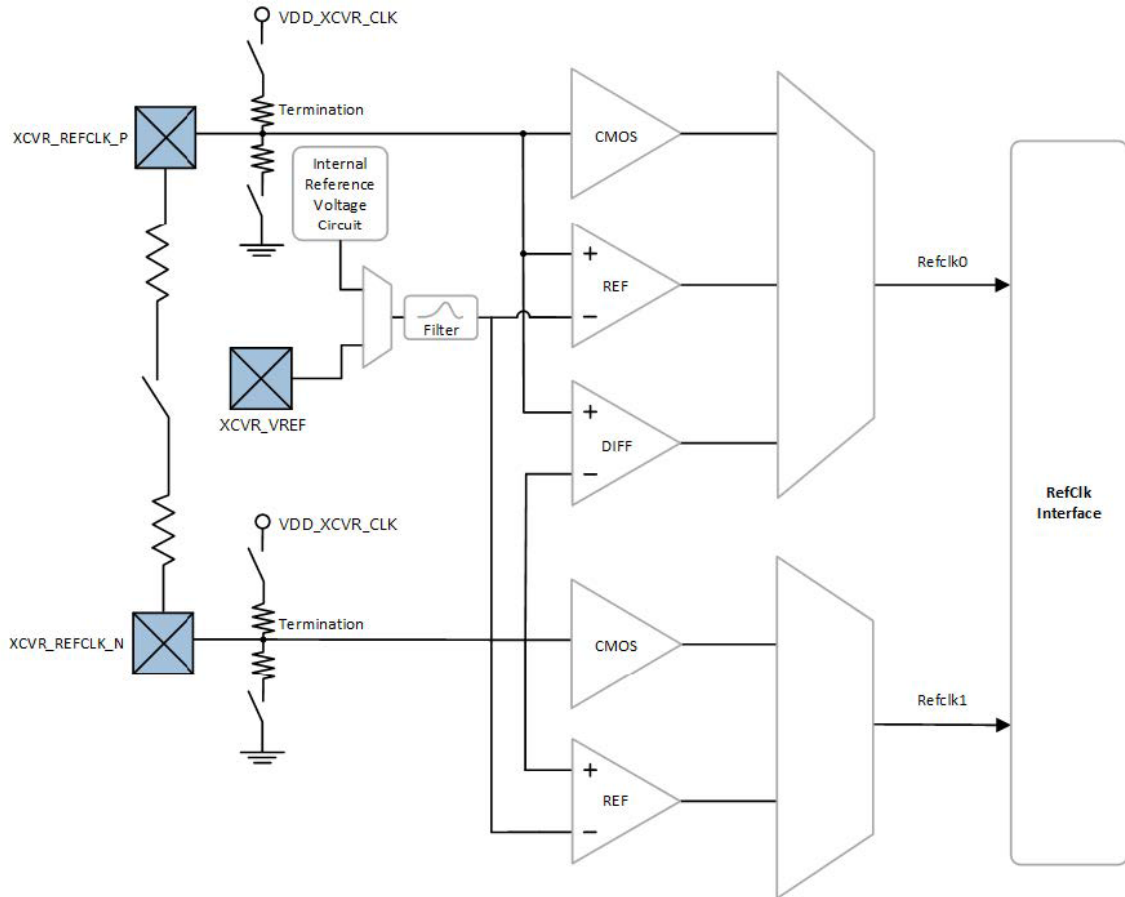 VDD_XCVR_CLK
Termination
XCVR_REFCLK_P
CMOS
Internal
Reference
Voltage
Circuit
+
REF
−
Refclk0
Filter
XCVR_VREF
+
DIFF
−
RefClk
Interface
VDD_XCVR_CLK
Termination
XCVR_REFCLK_N
CMOS
Refclk1
+
REF
−